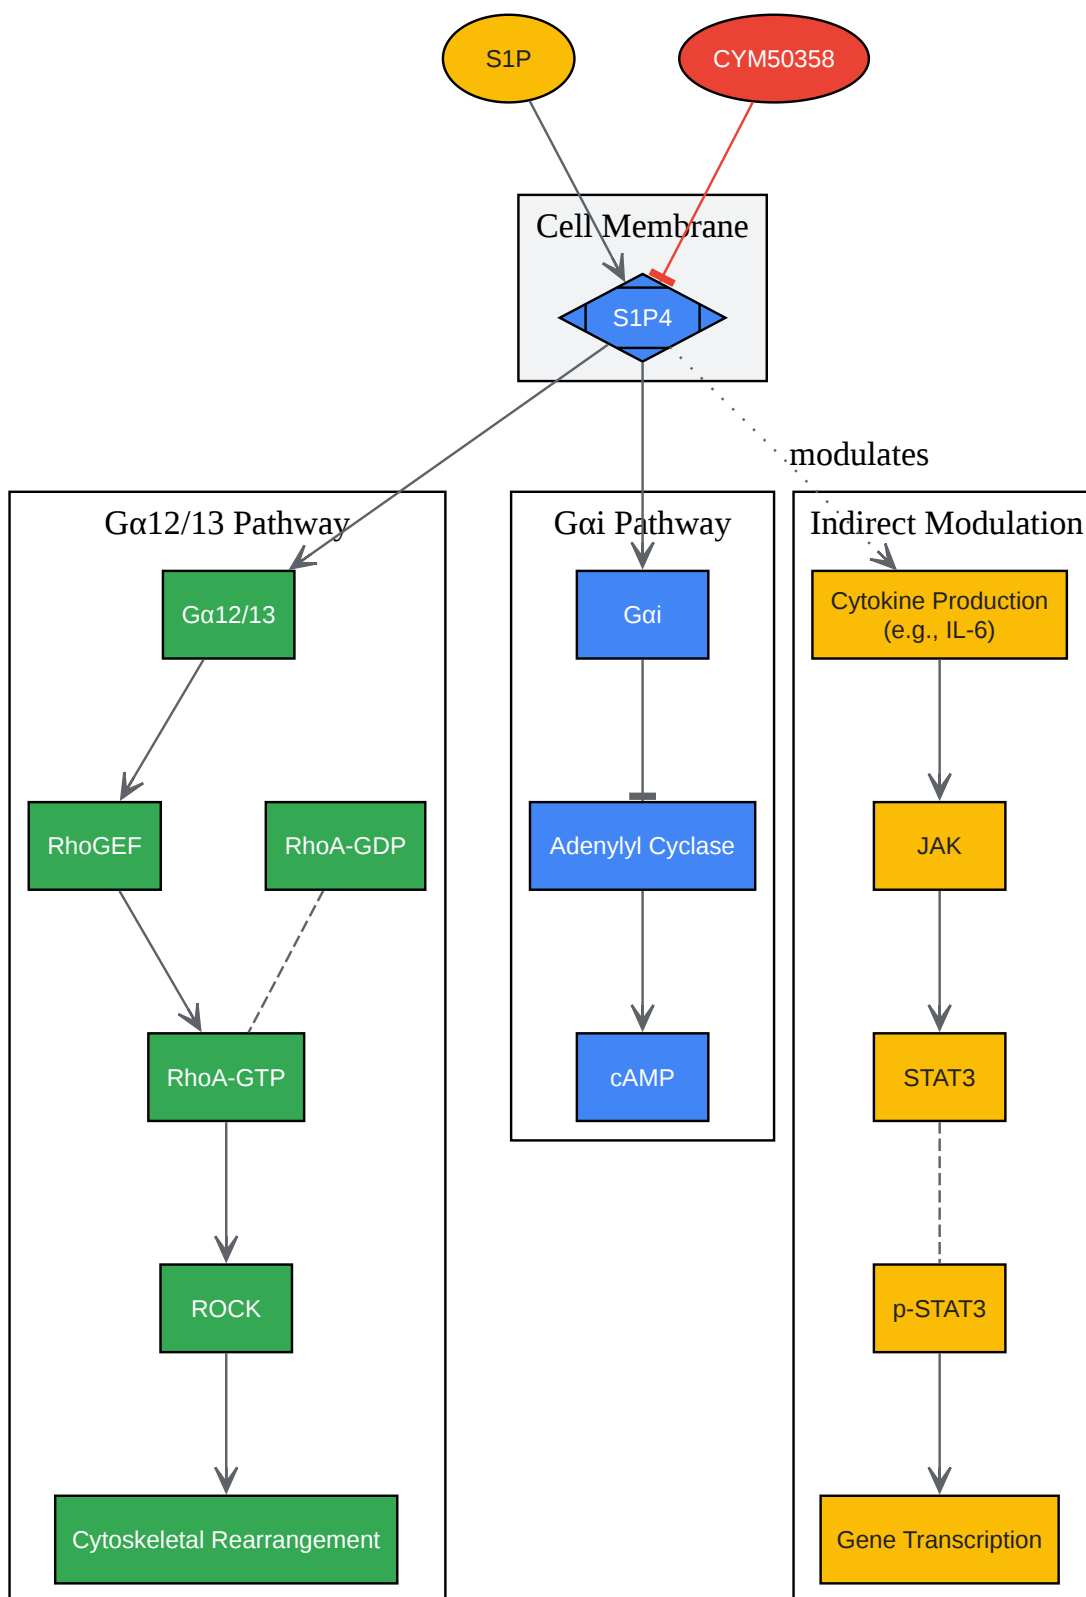 S1P
CYM50358
Cell Membrane
S1P4
modulates
Gα12/13 Pathway
Gαi Pathway
Indirect Modulation
Gα12/13
Gαi
Cytokine Production
(e.g., IL-6)
RhoGEF
RhoA-GDP
Adenylyl Cyclase
JAK
RhoA-GTP
cAMP
STAT3
ROCK
p-STAT3
Cytoskeletal Rearrangement
Gene Transcription